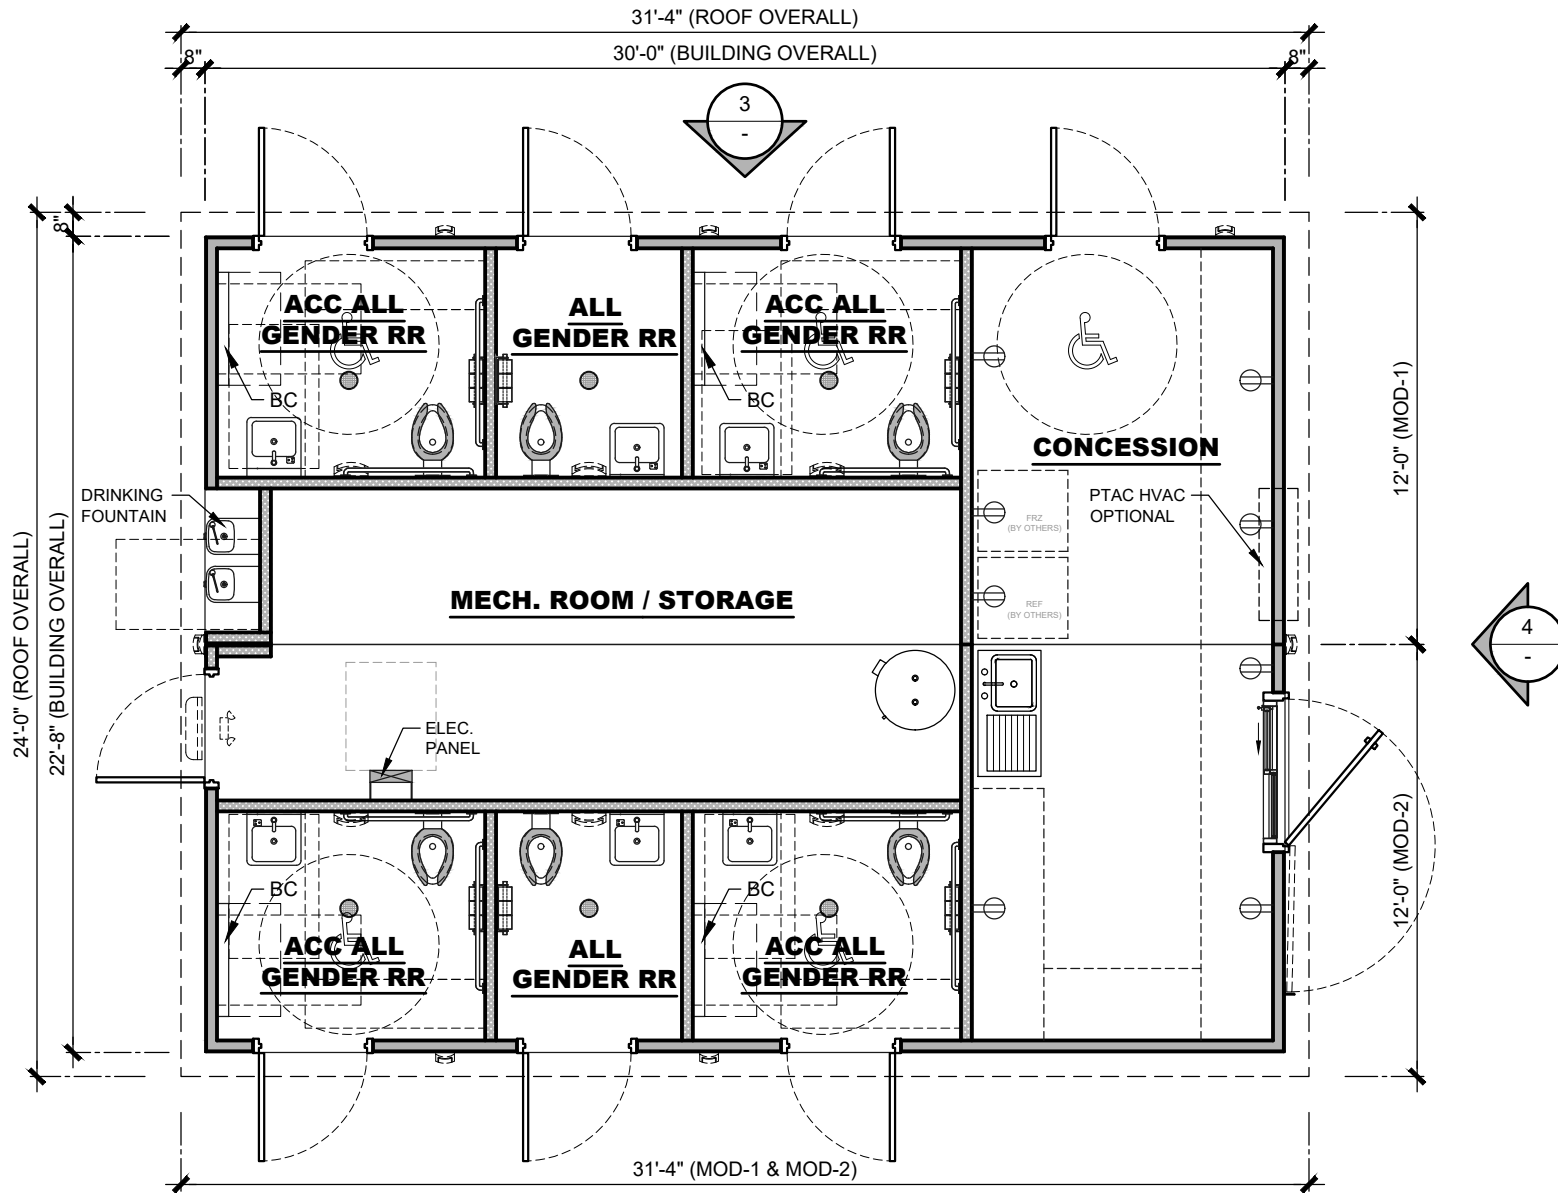 31'-4" (ROOF OVERALL)
8"
30'-0" (BUILDING OVERALL)
8"
3
-
8"
ACC ALL
GENDER RR
ALL
GENDER RR
ACC ALL
GENDER RR
BC
BC
CONCESSION
12'-0" (MOD-1)
DRINKING
FOUNTAIN
PTAC HVAC
OPTIONAL
FRZ
(BY OTHERS)
MECH. ROOM / STORAGE
REF
(BY OTHERS)
24'-0" (ROOF OVERALL)
22'-8" (BUILDING OVERALL)
4
-
ELEC.
PANEL
12'-0" (MOD-2)
BC
BC
ACC ALL
GENDER RR
ALL
GENDER RR
ACC ALL
GENDER RR
31'-4" (MOD-1 & MOD-2)